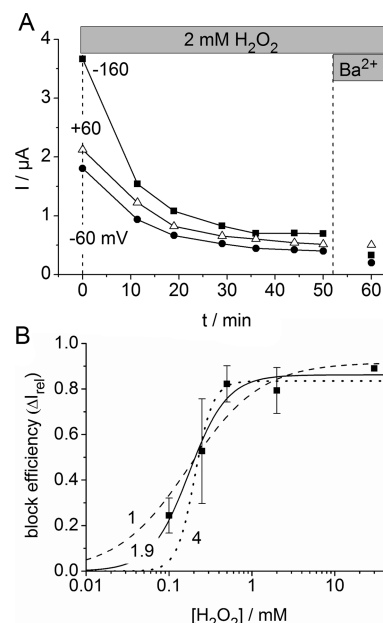 A
2 mM H₂O₂
Ba²⁺
-160
+60
-60 mV
I / µA
4
3
2
1
0
0 10 20 30 40 50 60
t / min
B
block efficiency (ΔI_rel)
1.0
0.8
0.6
0.4
0.2
0.0
1
1.9
4
0.01 0.1 1 10
[H₂O₂] / mM